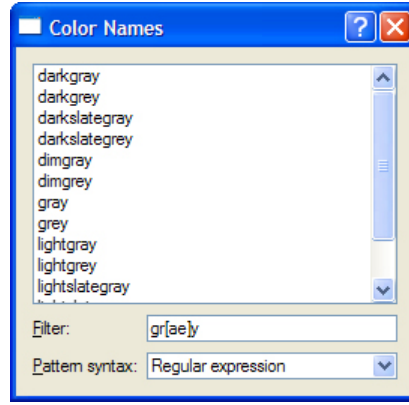 Color Names
darkgray
darkgrey
darkslategray
darkslategrey
dimgray
dimgrey
gray
grey
lightgray
lightgrey
lightslategray
Filter: gr[ae]y
Pattern syntax: Regular expression